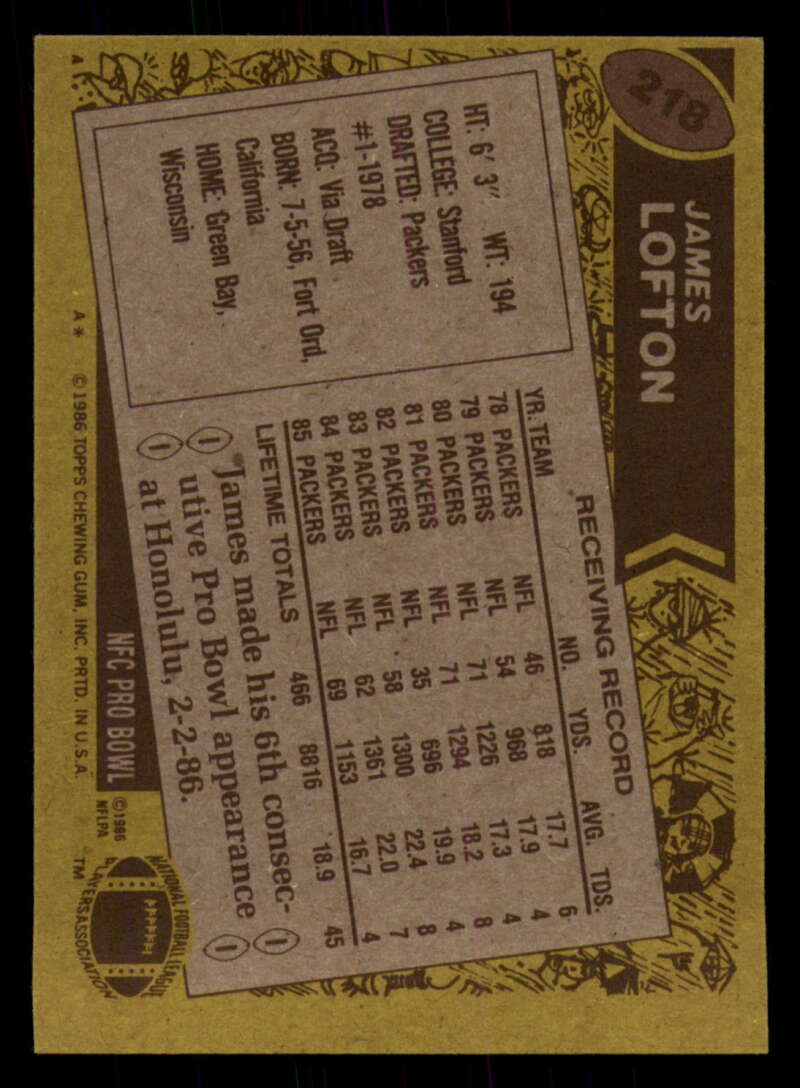 218
JAMES
LOFTON
HT: 6' 3" WT: 194
COLLEGE: Stanford
DRAFTED: Packers
#1-1978
ACQ: Via Draft
BORN: 7-5-56, Fort Ord,
California
HOME: Green Bay,
Wisconsin
RECEIVING RECORD
YR. TEAM NO. YDS. AVG. TDS.
78 PACKERS NFL 46 818 17.7 6
79 PACKERS NFL 54 968 17.9 4
80 PACKERS NFL 71 1226 17.3 4
81 PACKERS NFL 71 1294 18.2 8
82 PACKERS NFL 35 696 19.9 4
83 PACKERS NFL 58 1300 22.4 8
84 PACKERS NFL 62 1361 22.0 7
85 PACKERS NFL 69 1153 16.7 4
LIFETIME TOTALS 466 8816 18.9 45
James made his 6th consec-
utive Pro Bowl appearance
at Honolulu, 2-2-86.
NFC PRO BOWL
©1986
NFLPA
NATIONAL FOOTBALL LEAGUE
PLAYERS ASSOCIATION
TM
A* ©1986 TOPPS CHEWING GUM, INC. PRTD. IN U.S.A.